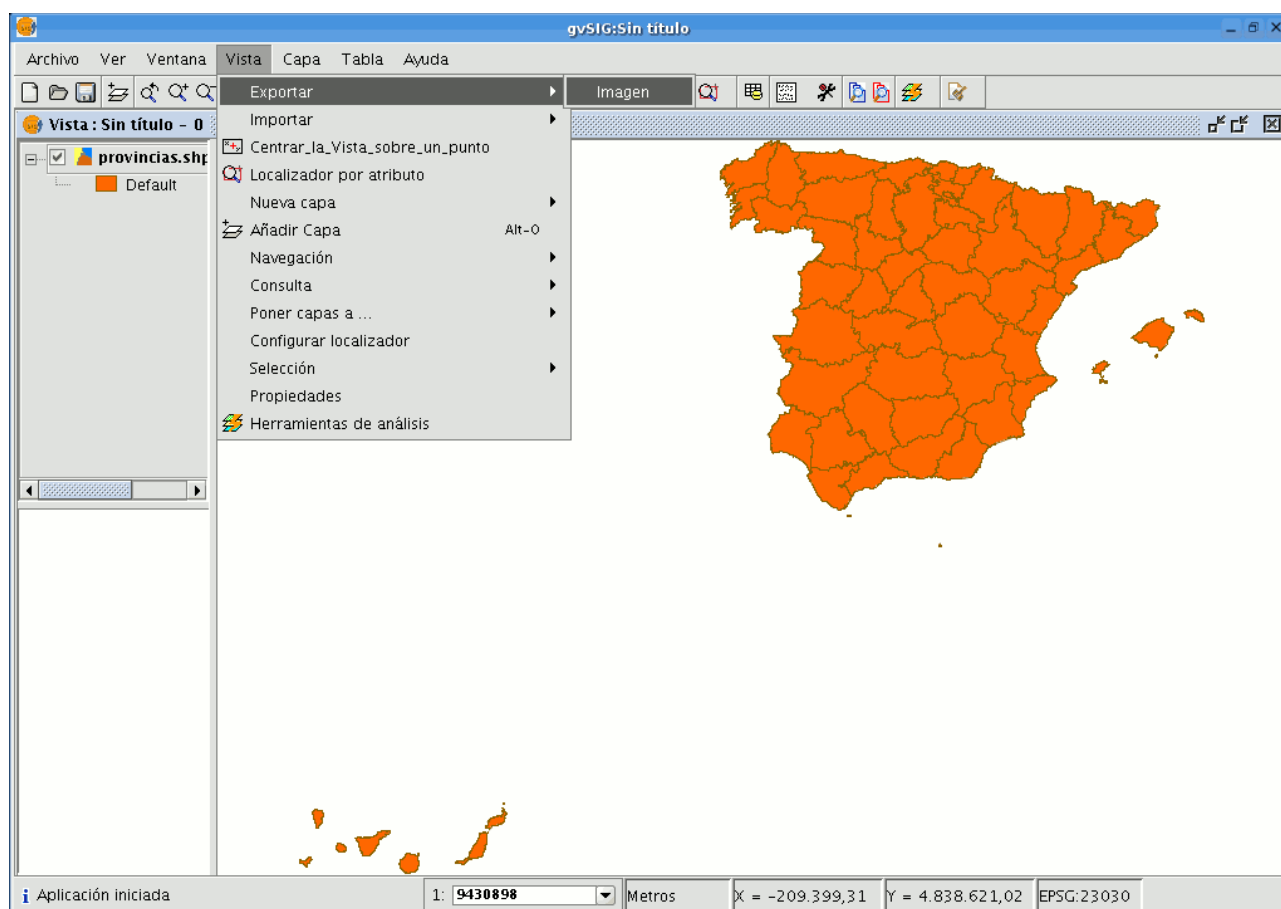 gvSIG:Sin título
Archivo Ver Ventana Vista Capa Tabla Ayuda
Exportar
Imagen
Importar
Vista : Sin título - 0
Centrar_la_Vista_sobre_un_punto
provincias.shp
Localizador por atributo
Default
Nueva capa
Añadir Capa Alt-O
Navegación
Consulta
Poner capas a ...
Configurar localizador
Selección
Propiedades
Herramientas de análisis
Aplicación iniciada
1: 9430898
Metros
X = -209.399,31
Y = 4.838.621,02
EPSG:23030